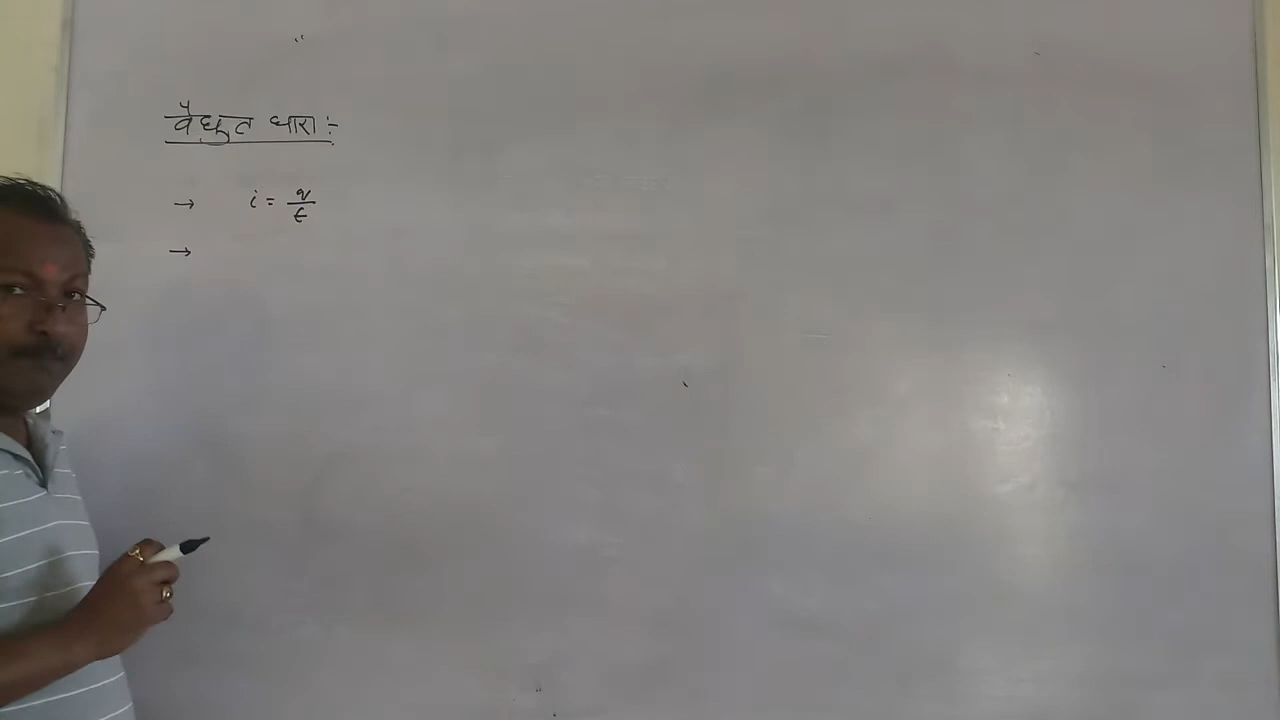 वैद्युत धारा :-
→ i = q/t
→